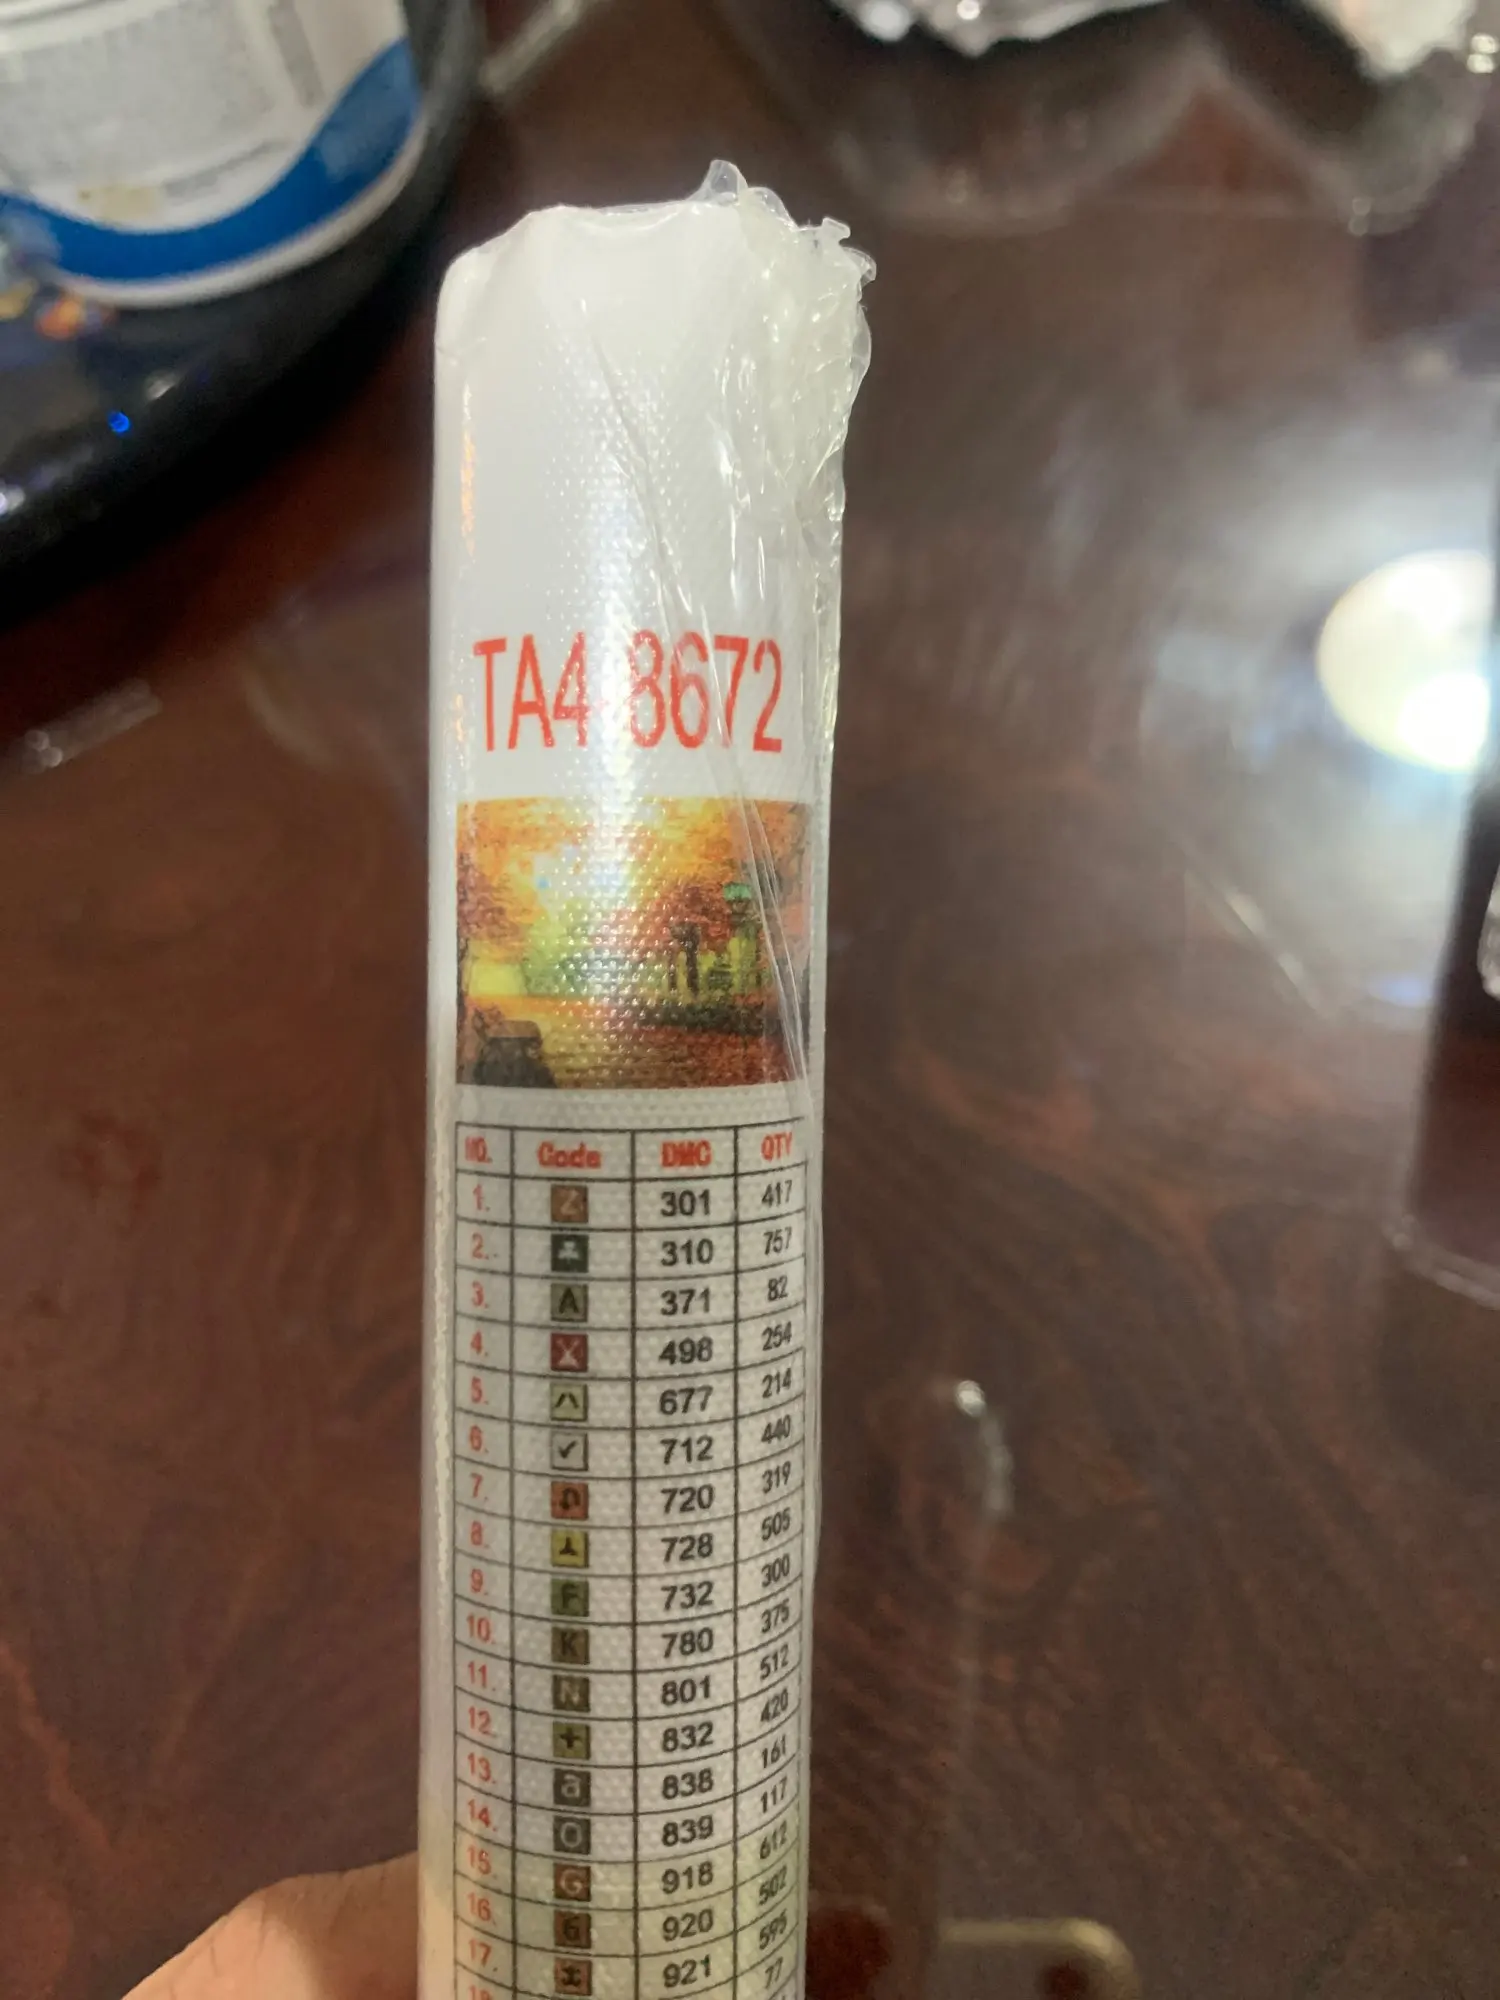 TA4-8672
NO. Code DMC QTY
1. Z 301 417
2. ♣ 310 757
3. A 371 82
4. X 498 254
5. 677 214
6. ✓ 712 440
7. 720 319
8. 728 505
9. F 732 300
10. K 780 375
11. N 801 512
12. + 832 420
13. a 838 161
14. O 839 117
15. G 918 612
16. 6 920 502
17. 921 595
18. 77